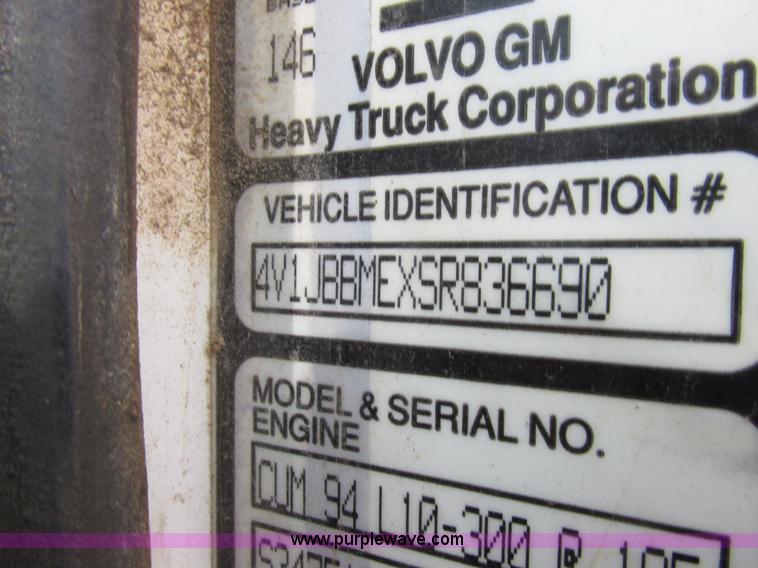 146
VOLVO GM
Heavy Truck Corporation
VEHICLE IDENTIFICATION #
4V1JBBMEXSR836690
MODEL & SERIAL NO.
ENGINE
CUM 94 L10-300 @
www.purplewave.com